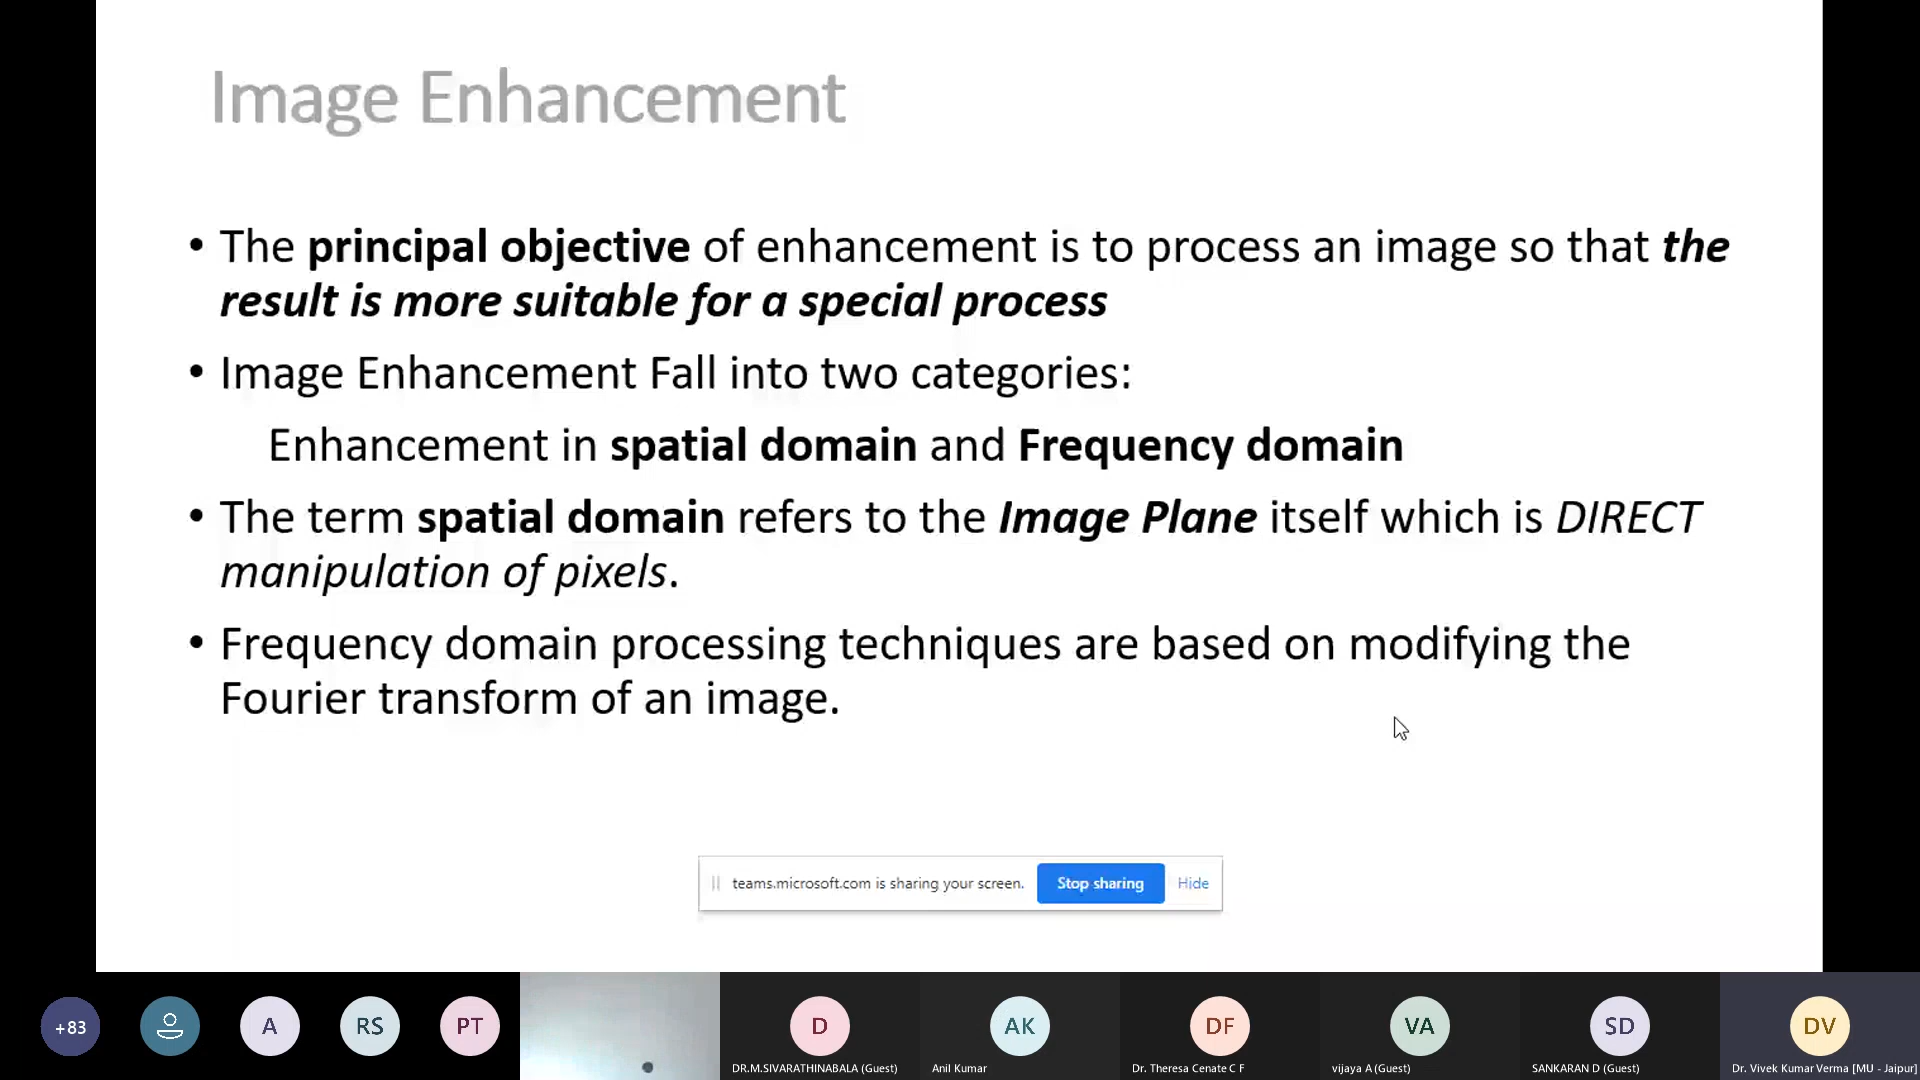 Image Enhancement
• The principal objective of enhancement is to process an image so that the
result is more suitable for a special process
• Image Enhancement Fall into two categories:
Enhancement in spatial domain and Frequency domain
• The term spatial domain refers to the Image Plane itself which is DIRECT
manipulation of pixels.
• Frequency domain processing techniques are based on modifying the
Fourier transform of an image.
teams.microsoft.com is sharing your screen. Stop sharing Hide
+83 A RS PT D AK DF VA SD DV
DR.M.SIVARATHINABALA (Guest) Anil Kumar Dr. Theresa Cenate C F vijaya A (Guest) SANKARAN D (Guest) Dr. Vivek Kumar Verma [MU - Jaipur]